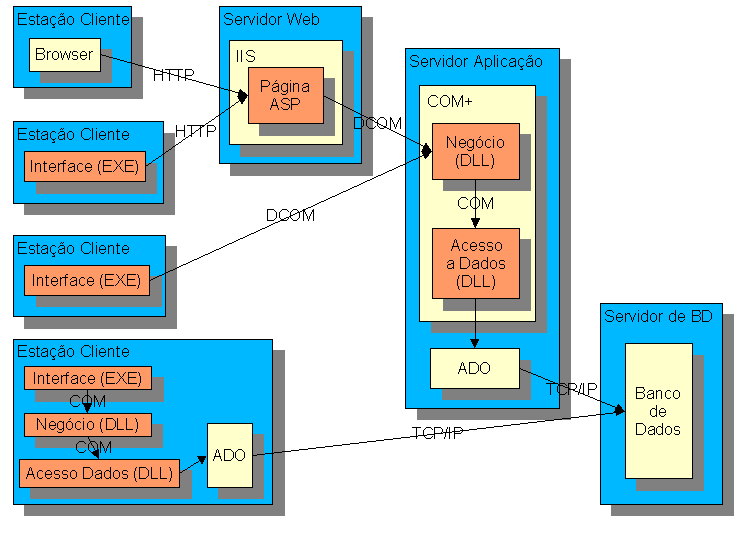 Estação Cliente
Browser
HTTP
Estação Cliente
Interface (EXE)
HTTP
Estação Cliente
Interface (EXE)
DCOM
Estação Cliente
Interface (EXE)
COM
Negócio (DLL)
COM
Acesso Dados (DLL)
ADO
TCP/IP
Servidor Web
IIS
Página
ASP
DCOM
Servidor Aplicação
COM+
Negócio
(DLL)
COM
Acesso
a Dados
(DLL)
ADO
TCP/IP
Servidor de BD
Banco
de
Dados